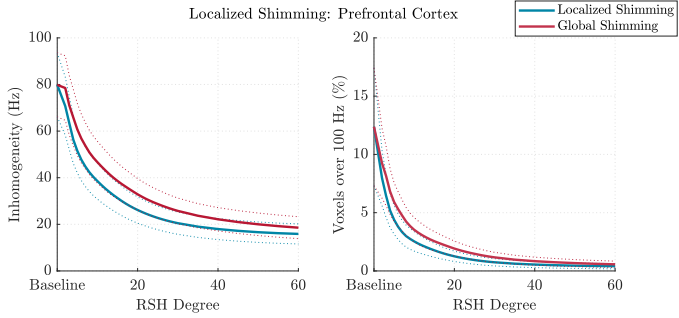 Localized Shimming: Prefrontal Cortex
Localized Shimming
Global Shimming
Inhomogeneity (Hz)
100
80
60
40
20
0
Baseline 20 40 60
RSH Degree
Voxels over 100 Hz (%)
20
15
10
5
0
Baseline 20 40 60
RSH Degree